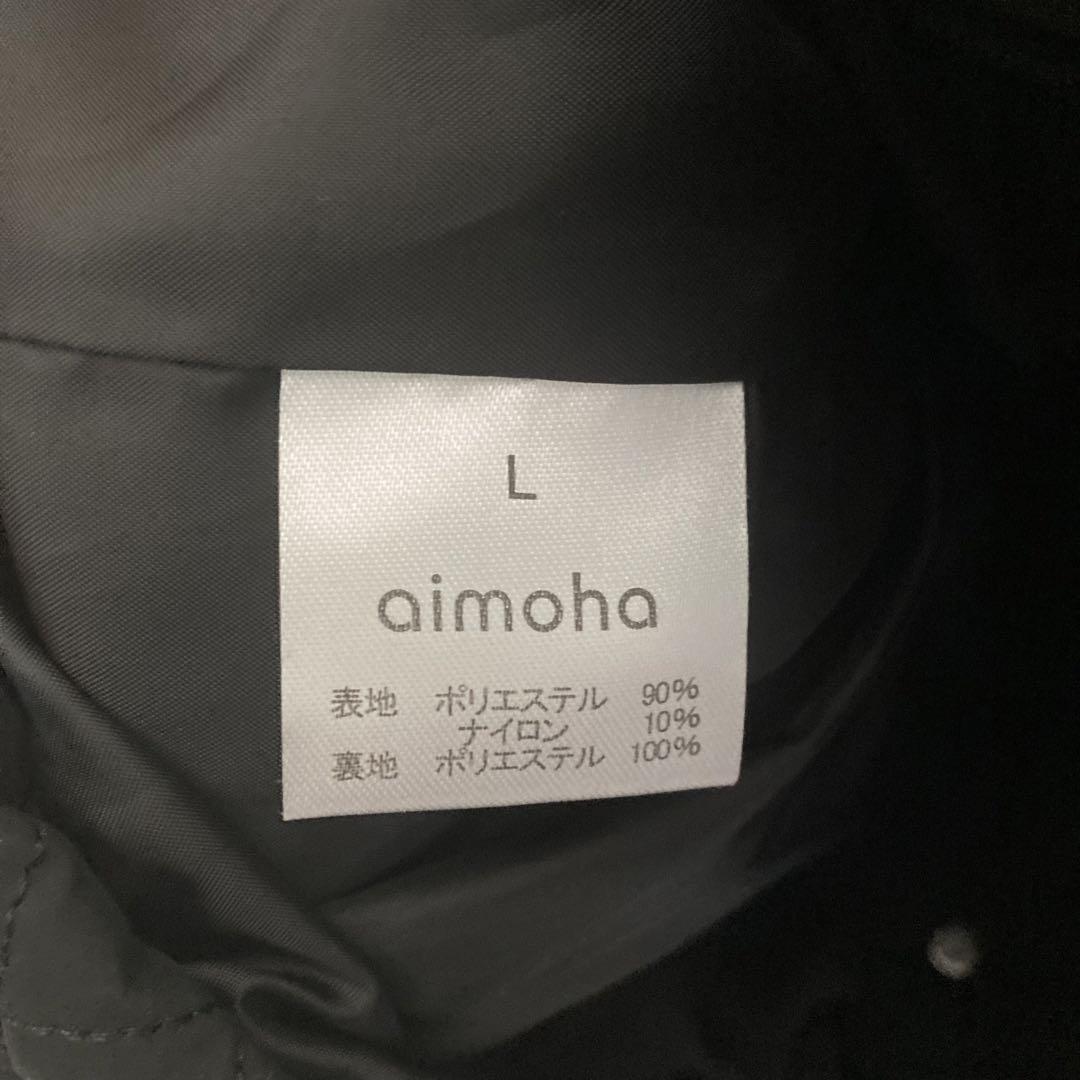 L
aimoha
表地 ポリエステル 90%
ナイロン 10%
裏地 ポリエステル 100%